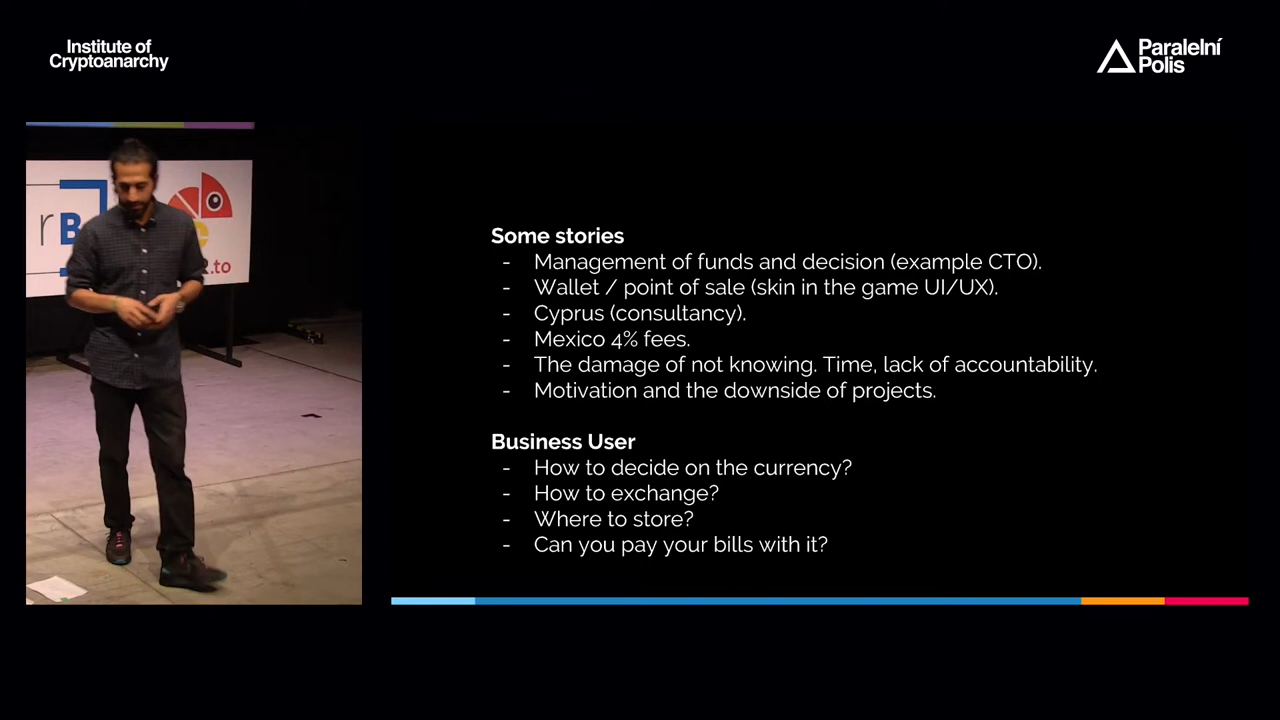 Institute of
Cryptoanarchy
Paralelní
Polis
rB
.to
Some stories
- Management of funds and decision (example CTO).
- Wallet / point of sale (skin in the game UI/UX).
- Cyprus (consultancy).
- Mexico 4% fees.
- The damage of not knowing. Time, lack of accountability.
- Motivation and the downside of projects.
Business User
- How to decide on the currency?
- How to exchange?
- Where to store?
- Can you pay your bills with it?